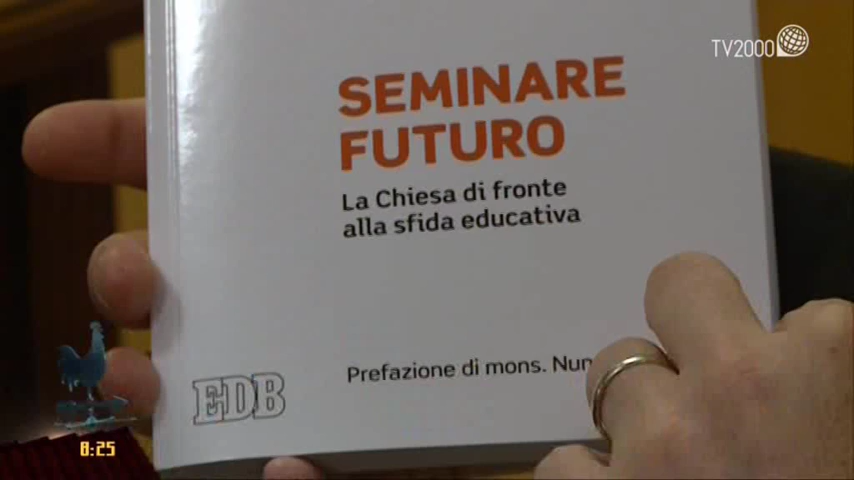 TV2000
SEMINARE
FUTURO
La Chiesa di fronte
alla sfida educativa
Prefazione di mons.
EDB
8:25